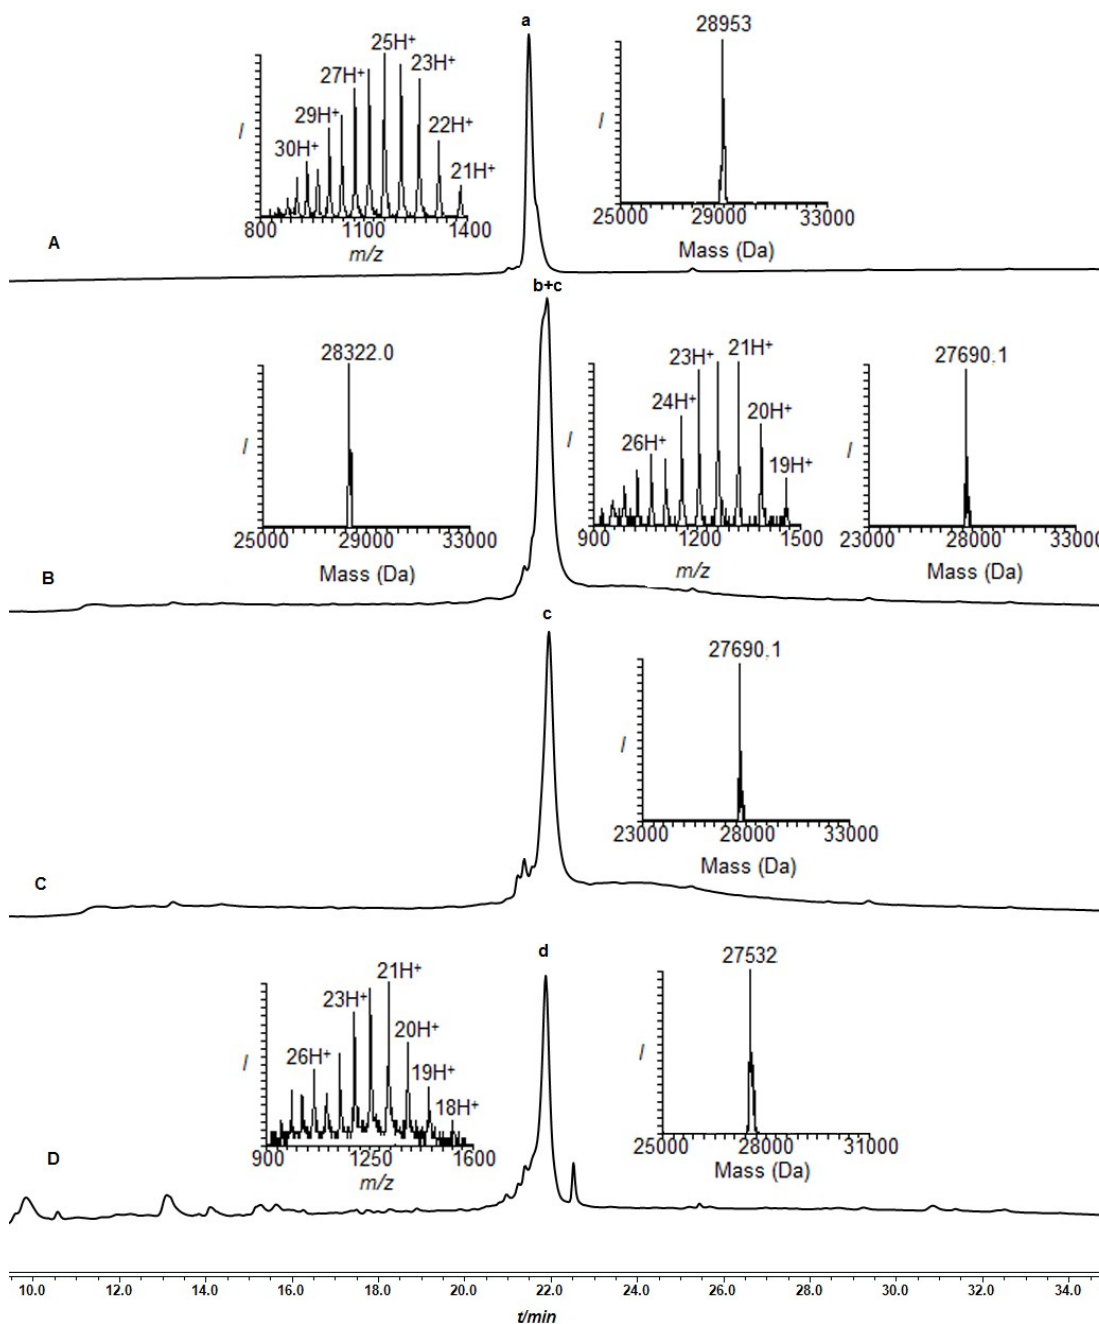 a
25H⁺
27H⁺
23H⁺
29H⁺
22H⁺
30H⁺
21H⁺
I
800 1100 1400
m/z
28953
I
25000 29000 33000
Mass (Da)
A
b+c
28322.0
I
25000 29000 33000
Mass (Da)
23H⁺ 21H⁺
24H⁺
20H⁺
26H⁺
19H⁺
I
900 1200 1500
m/z
27690.1
I
23000 28000 33000
Mass (Da)
B
c
27690.1
I
23000 28000 33000
Mass (Da)
C
d
21H⁺
23H⁺
20H⁺
26H⁺
19H⁺
18H⁺
I
900 1250 1600
m/z
27532
I
25000 28000 31000
Mass (Da)
D
10.0 12.0 14.0 16.0 18.0 20.0 22.0 24.0 26.0 28.0 30.0 32.0 34.0
t/min